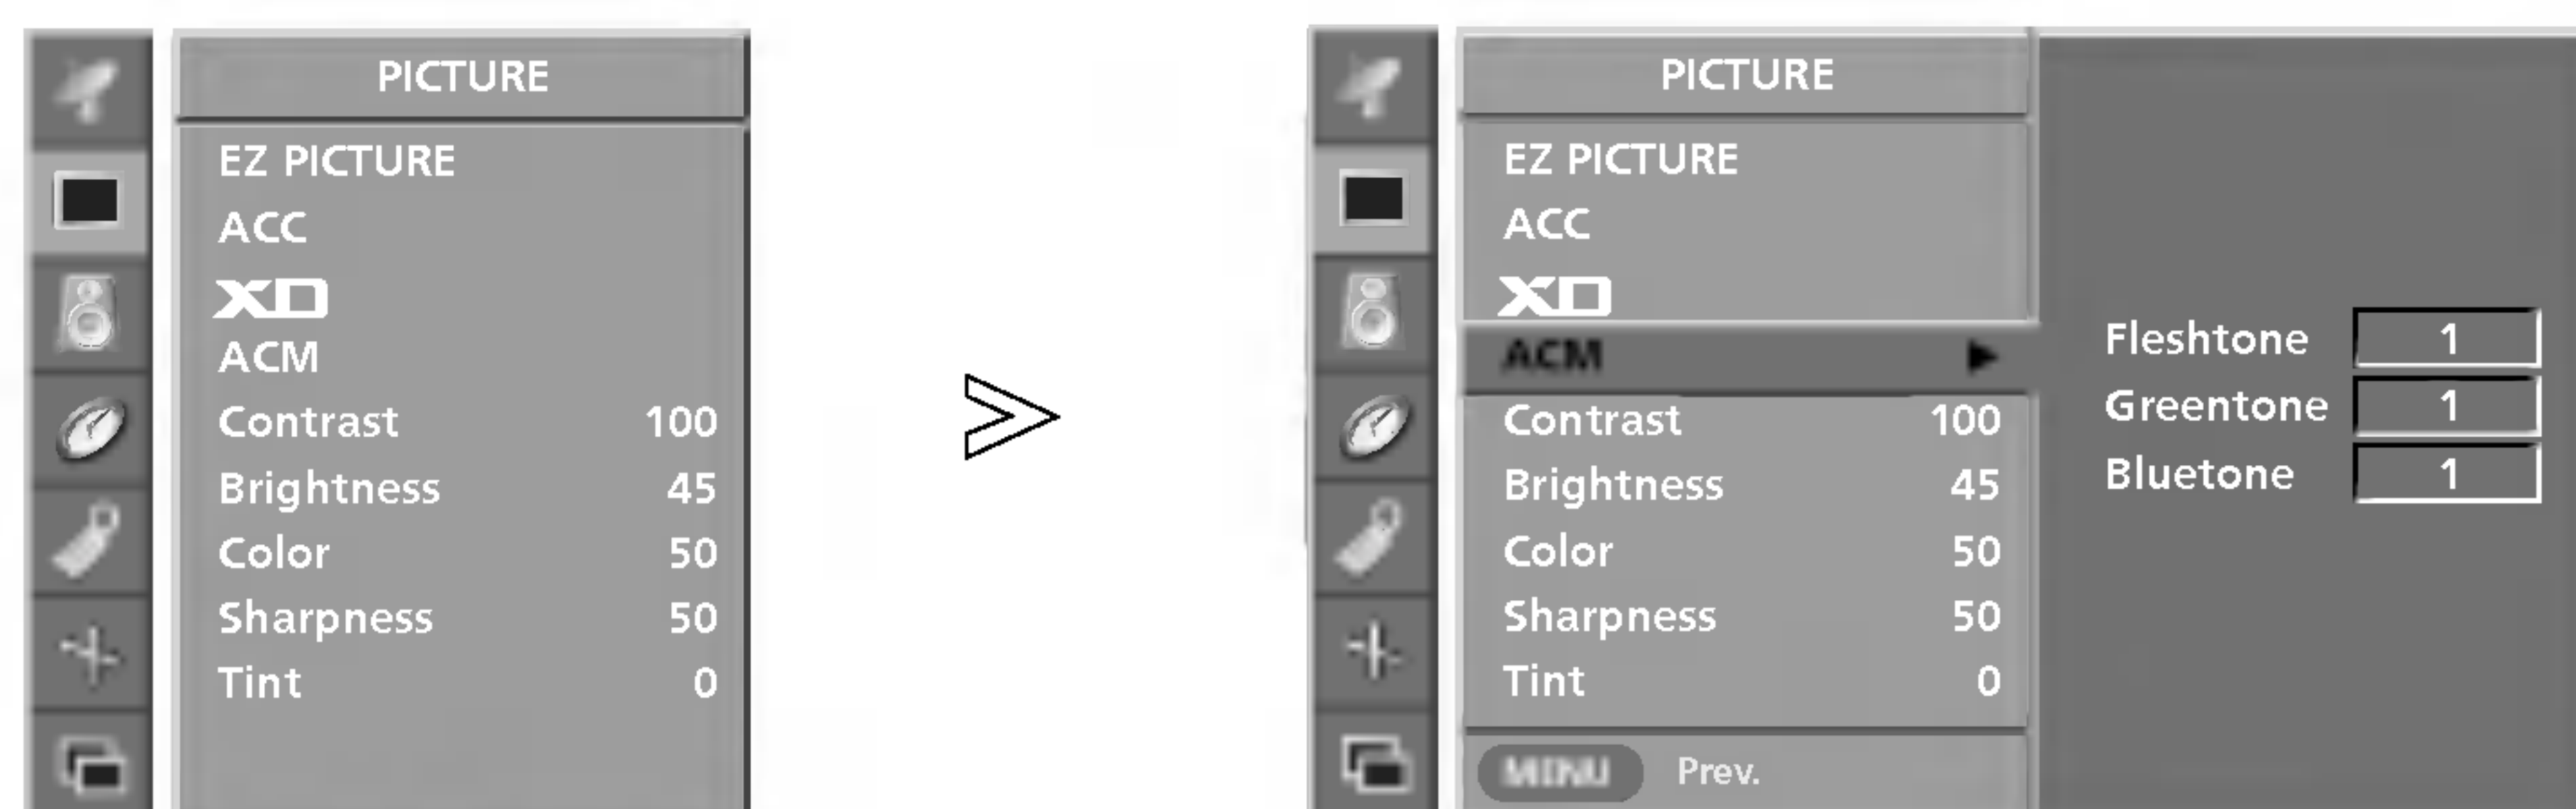 PICTURE
EZ PICTURE
ACC
XD
ACM
Contrast 100
Brightness 45
Color 50
Sharpness 50
Tint 0
PICTURE
EZ PICTURE
ACC
XD
ACM
Contrast 100
Brightness 45
Color 50
Sharpness 50
Tint 0
MENU Prev.
Fleshtone 1
Greentone 1
Bluetone 1